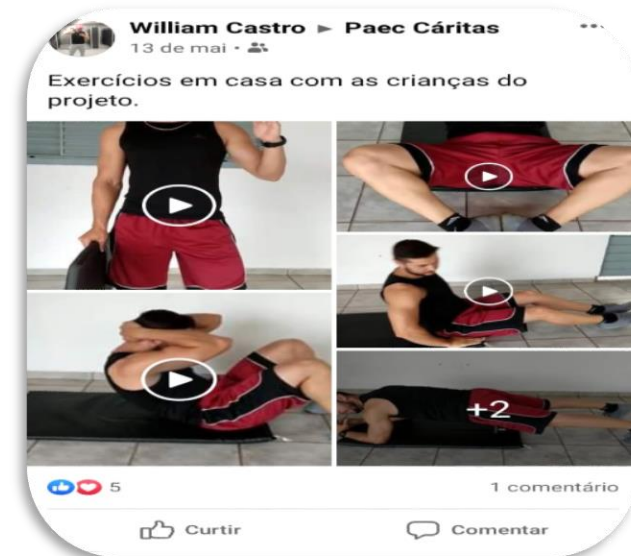 William Castro ► Paec Cáritas
13 de mai ·
Exercícios em casa com as crianças do
projeto.
+2
5
1 comentário
Curtir
Comentar